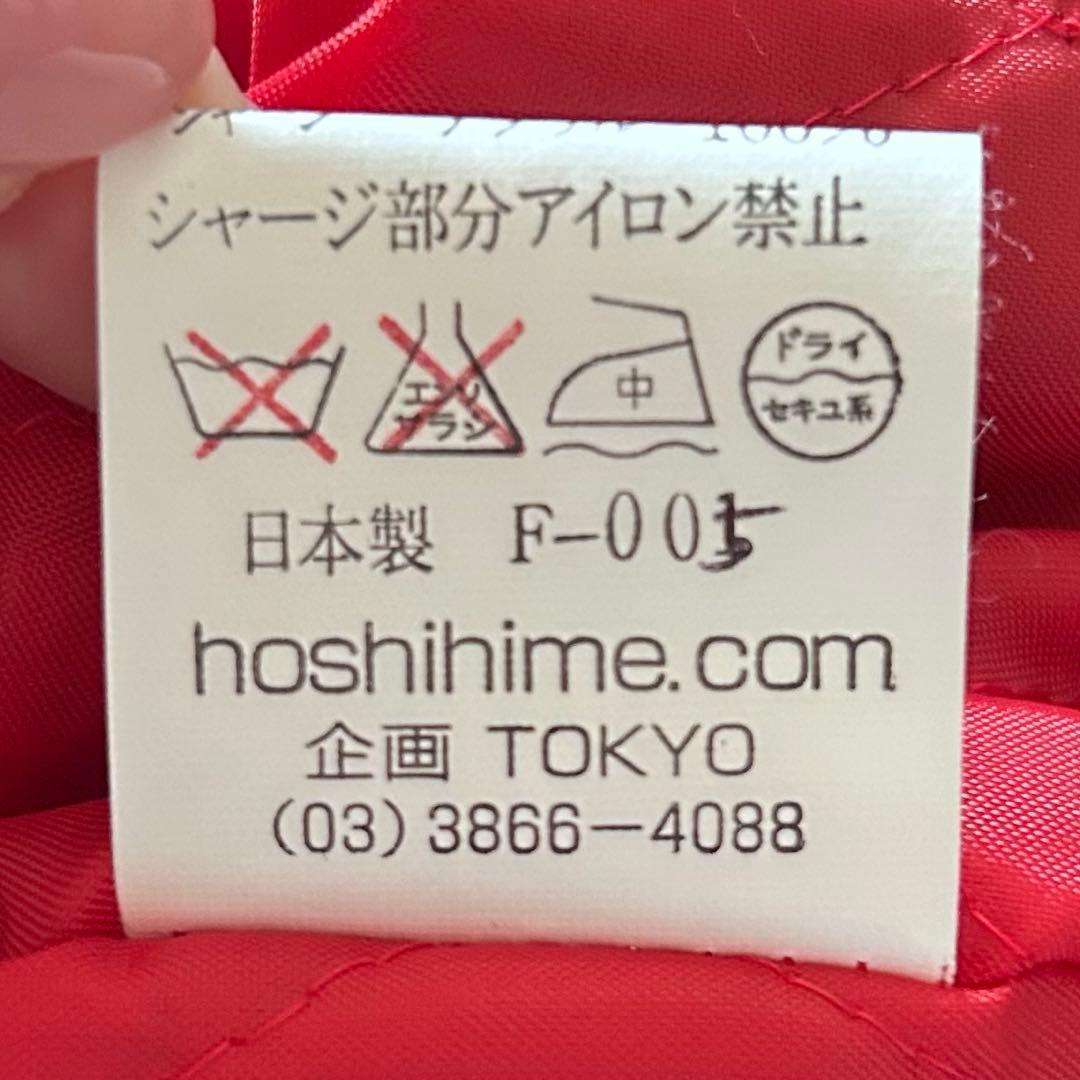 シャージ部分アイロン禁止
エンソ サラシ
中
ドライ
セキユ系
日本製 F-005
hoshihime.com
企画 TOKYO
(03)3866-4088